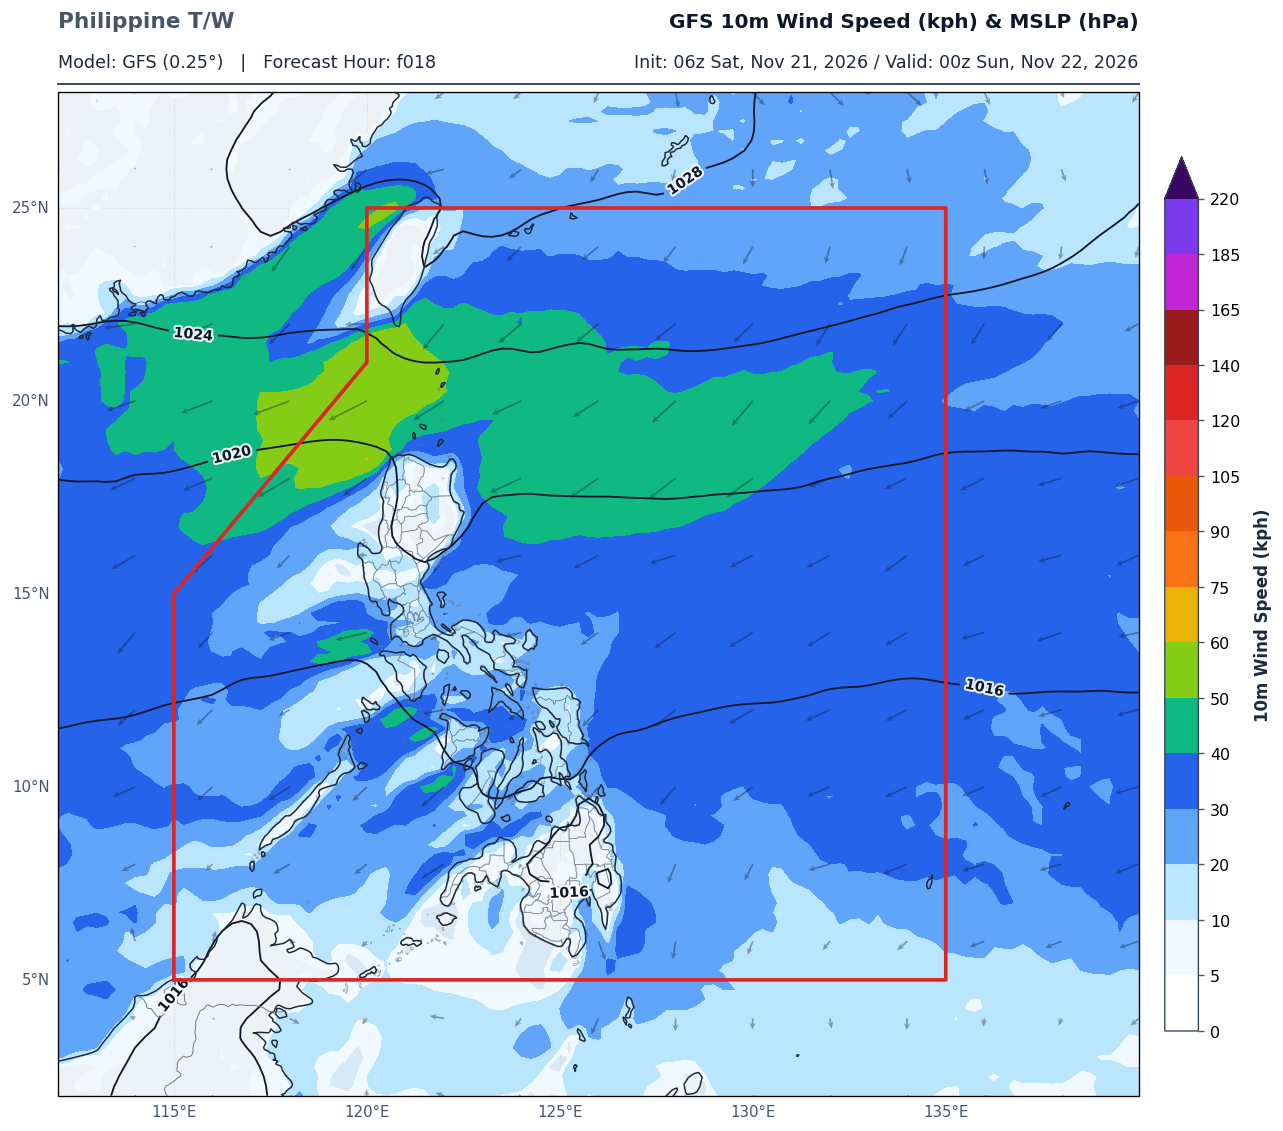 Philippine T/W
GFS 10m Wind Speed (kph) & MSLP (hPa)
Model: GFS (0.25°) | Forecast Hour: f018
Init: 06z Sat, Nov 21, 2026 / Valid: 00z Sun, Nov 22, 2026
1028
25°N
1024
20°N
1020
15°N
1016
10°N
1016
5°N
1016
115°E
120°E
125°E
130°E
135°E
220
185
165
140
120
105
90
75
60
50
40
30
20
10
5
0
10m Wind Speed (kph)